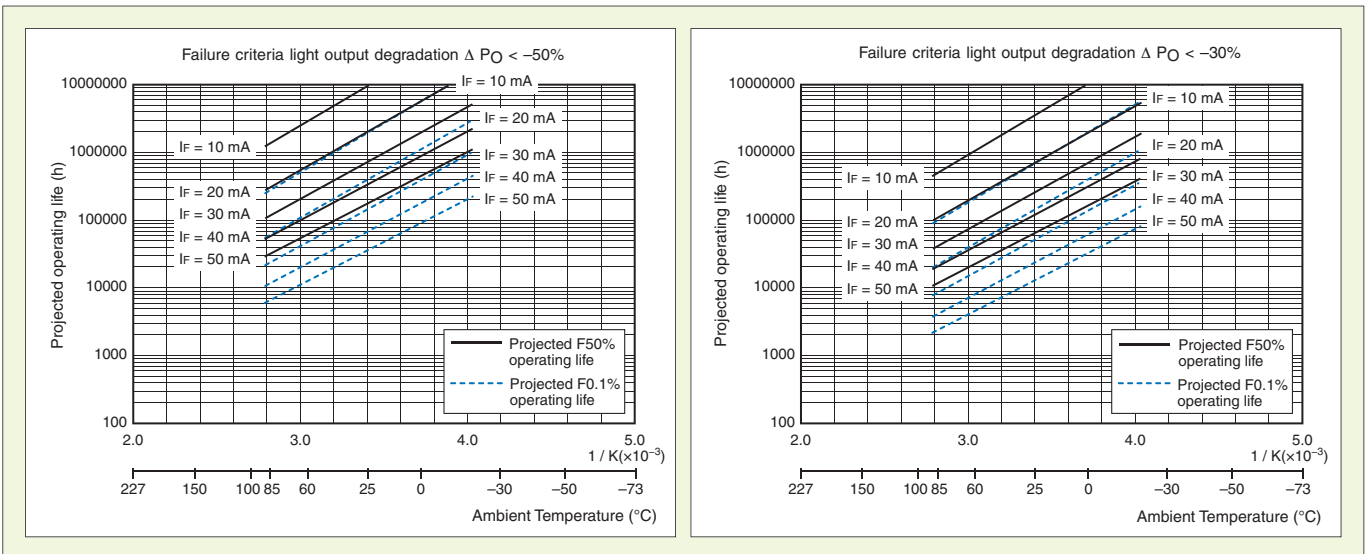 Failure criteria light output degradation Δ PO < –50%
Projected operating life (h)
10000000
1000000
100000
10000
1000
100
IF = 10 mA
IF = 20 mA
IF = 30 mA
IF = 40 mA
IF = 50 mA
IF = 10 mA
IF = 20 mA
IF = 30 mA
IF = 40 mA
IF = 50 mA
Projected F50%
operating life
Projected F0.1%
operating life
2.0 3.0 4.0 5.0
1 / K(×10–3)
227 150 100 85 60 25 0 –30 –50 –73
Ambient Temperature (°C)
Failure criteria light output degradation Δ PO < –30%
Projected operating life (h)
10000000
1000000
100000
10000
1000
100
IF = 10 mA
IF = 20 mA
IF = 30 mA
IF = 40 mA
IF = 50 mA
IF = 10 mA
IF = 20 mA
IF = 30 mA
IF = 40 mA
IF = 50 mA
Projected F50%
operating life
Projected F0.1%
operating life
2.0 3.0 4.0 5.0
1 / K(×10–3)
227 150 100 85 60 25 0 –30 –50 –73
Ambient Temperature (°C)